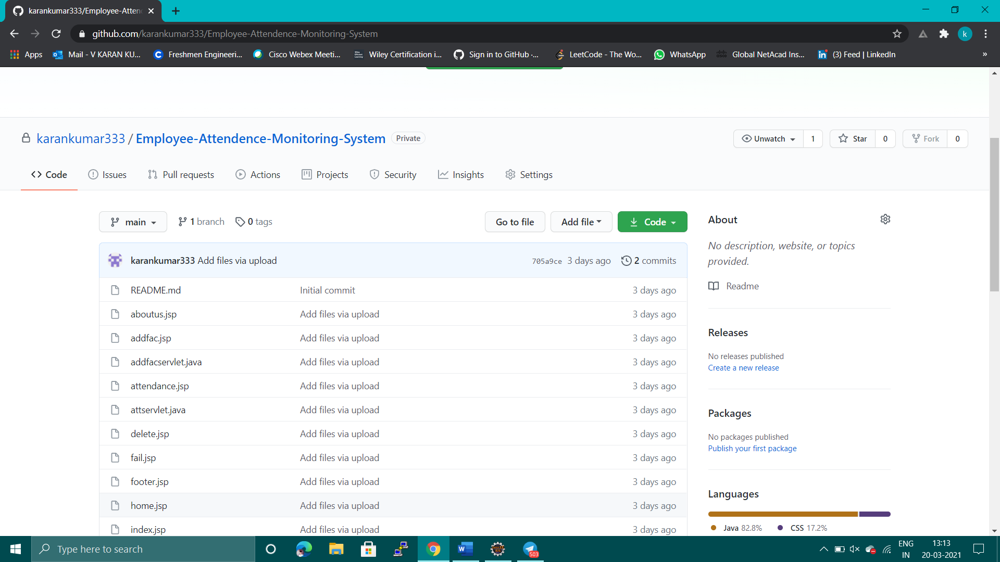 karankumar333/Employee-Atten
github.com/karankumar333/Employee-Attendence-Monitoring-System
k
Apps
Mail - V KARAN KU...
Freshmen Engineeri...
Cisco Webex Meeti...
Wiley Certification i...
Sign in to GitHub ·...
LeetCode - The Wo...
WhatsApp
Global NetAcad Ins...
(3) Feed | LinkedIn
»
karankumar333 / Employee-Attendence-Monitoring-System Private
Unwatch 1
Star 0
Fork 0
Code
Issues
Pull requests
Actions
Projects
Security
Insights
Settings
main
1 branch
0 tags
Go to file
Add file
Code
karankumar333 Add files via upload 705a9ce 3 days ago 2 commits
README.md Initial commit 3 days ago
aboutus.jsp Add files via upload 3 days ago
addfac.jsp Add files via upload 3 days ago
addfacservlet.java Add files via upload 3 days ago
attendance.jsp Add files via upload 3 days ago
attservlet.java Add files via upload 3 days ago
delete.jsp Add files via upload 3 days ago
fail.jsp Add files via upload 3 days ago
footer.jsp Add files via upload 3 days ago
home.jsp Add files via upload 3 days ago
index.jsp Add files via upload 3 days ago
About
No description, website, or topics
provided.
Readme
Releases
No releases published
Create a new release
Packages
No packages published
Publish your first package
Languages
Java 82.8% CSS 17.2%
Type here to search
503
ENG
IN
13:13
20-03-2021